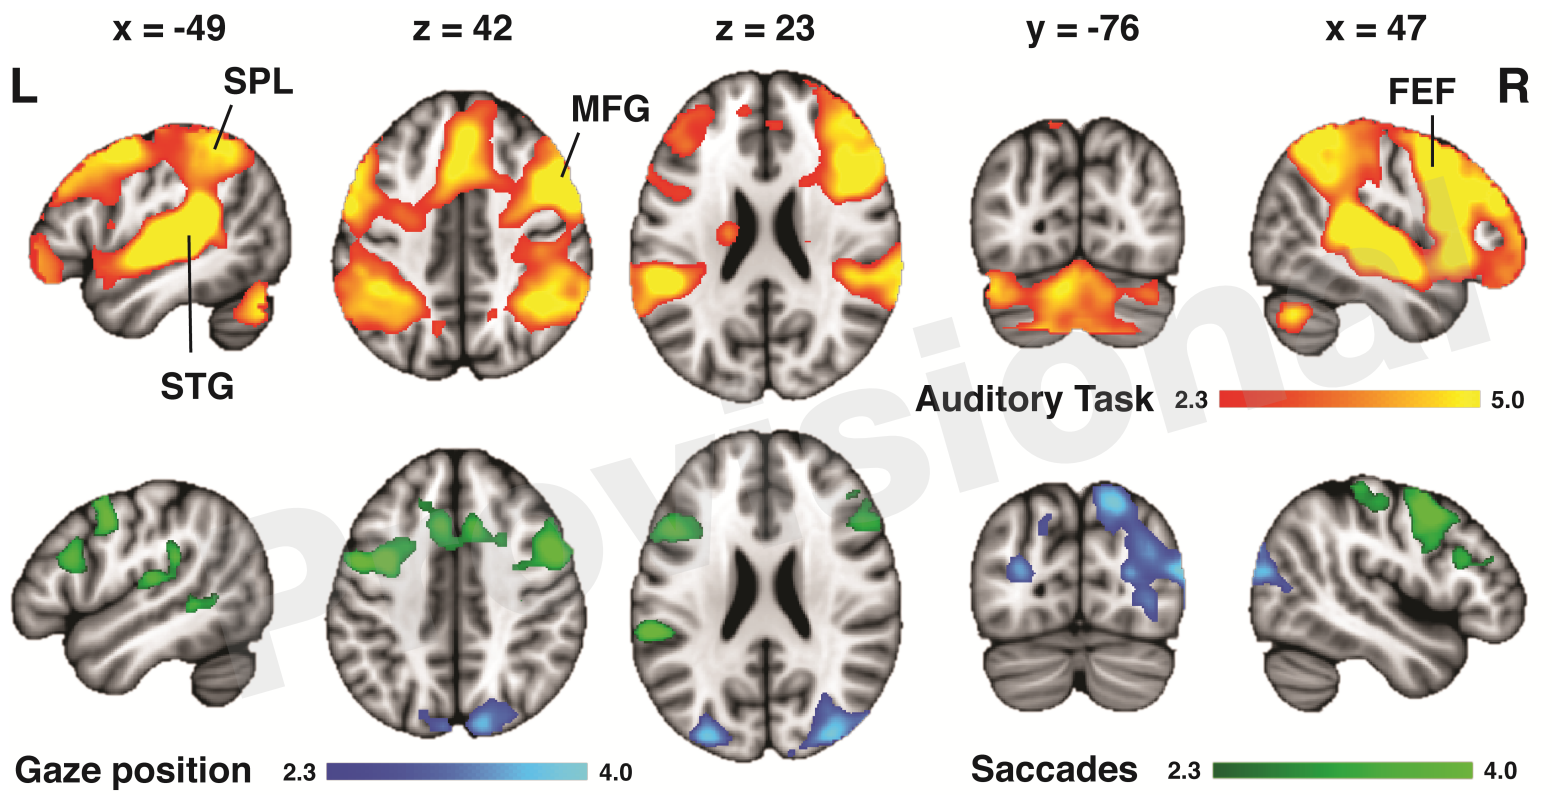 x = -49
z = 42
z = 23
y = -76
x = 47
L
SPL
MFG
FEF
R
STG
Auditory Task 2.3 5.0
Provisional
Gaze position 2.3 4.0
Saccades 2.3 4.0